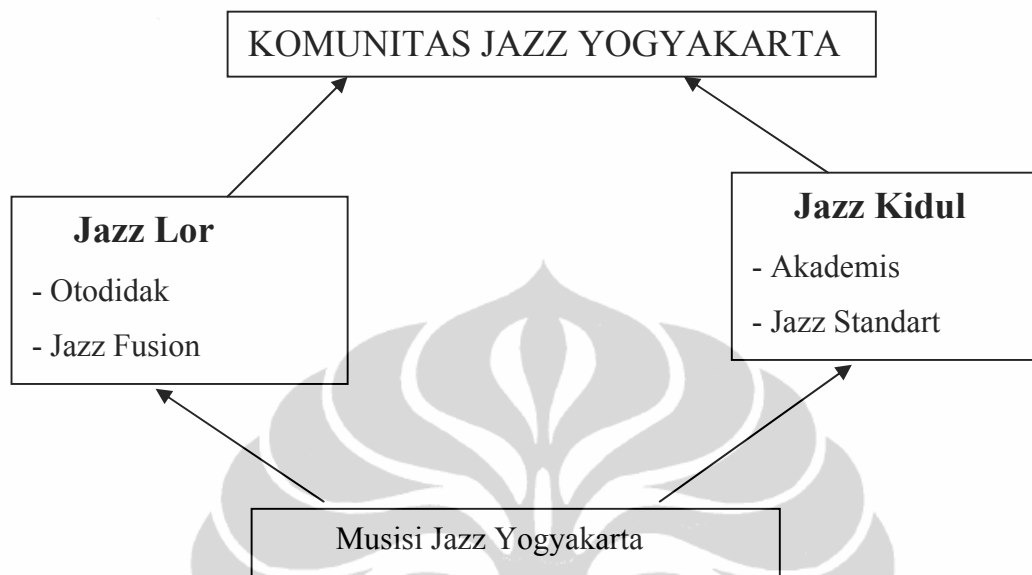 KOMUNITAS JAZZ YOGYAKARTA
Jazz Lor
- Otodidak
- Jazz Fusion
Jazz Kidul
- Akademis
- Jazz Standart
Musisi Jazz Yogyakarta